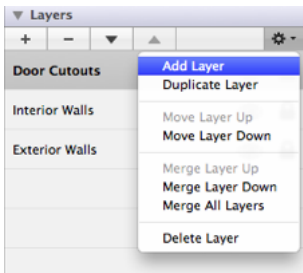 Layers
Door Cutouts
Interior Walls
Exterior Walls
Add Layer
Duplicate Layer
Move Layer Up
Move Layer Down
Merge Layer Up
Merge Layer Down
Merge All Layers
Delete Layer